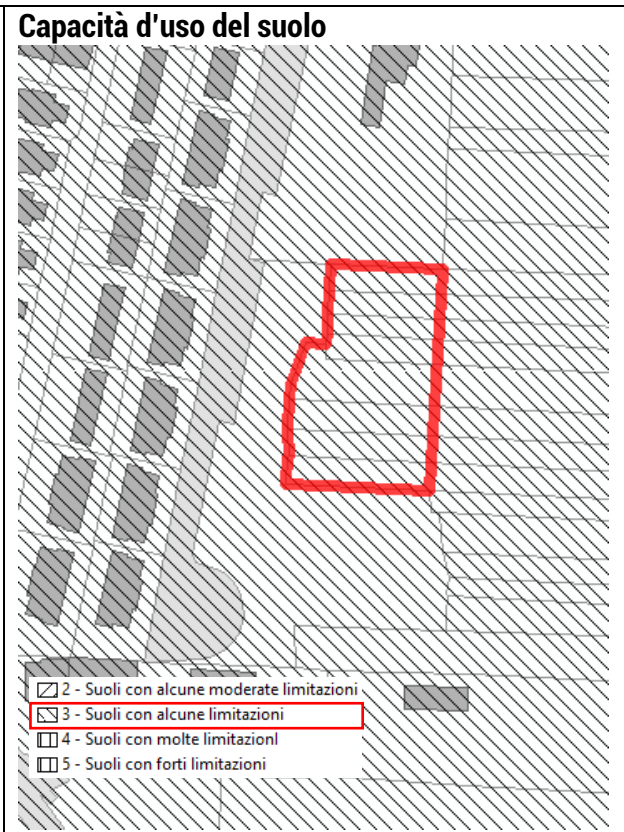 Capacità d'uso del suolo
2 - Suoli con alcune moderate limitazioni
3 - Suoli con alcune limitazioni
4 - Suoli con molte limitazionl
5 - Suoli con forti limitazioni